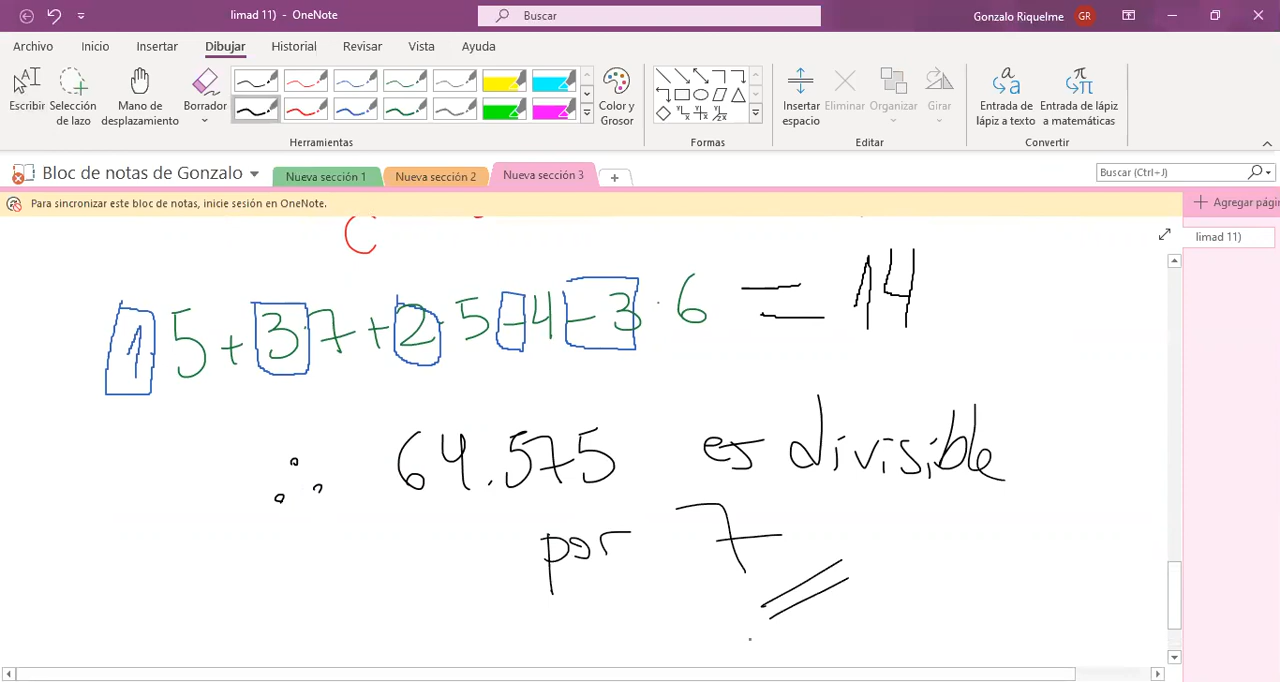 limad 11) - OneNote
Buscar
Gonzalo Riquelme GR
Archivo Inicio Insertar Dibujar Historial Revisar Vista Ayuda
Escribir Selección de lazo Mano de desplazamiento Borrador Color y Grosor Insertar espacio Eliminar Organizar Girar Entrada de lápiz a texto Entrada de lápiz a matemáticas
Herramientas Formas Editar Convertir
Bloc de notas de Gonzalo Nueva sección 1 Nueva sección 2 Nueva sección 3 + Buscar (Ctrl+J)
Para sincronizar este bloc de notas, inicie sesión en OneNote. Agregar págin
limad 11)
1 5 + 3·7 + 2·5 - 4 - 3·6 = 14
∴ 64.575 es divisible
por 7